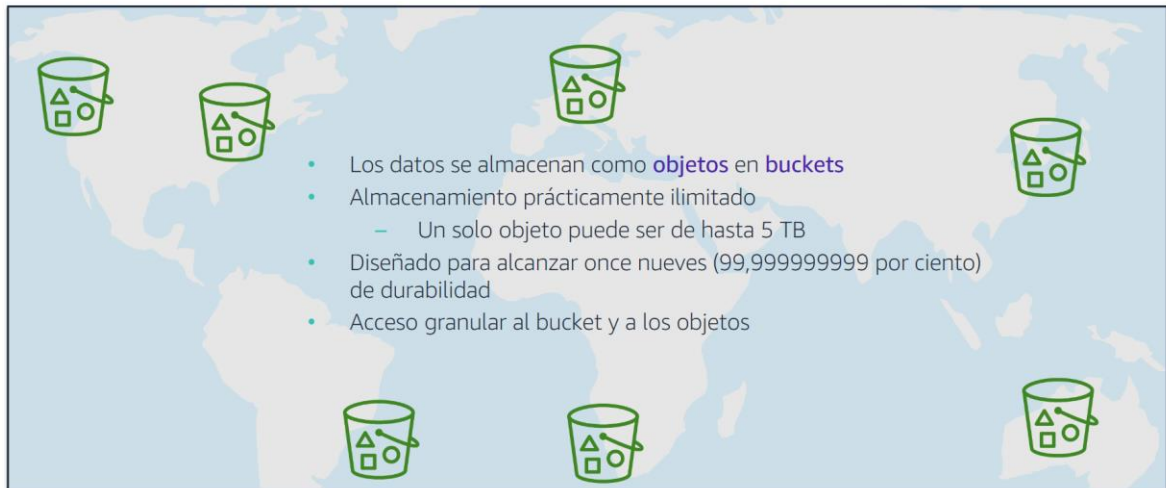 • Los datos se almacenan como objetos en buckets
• Almacenamiento prácticamente ilimitado
– Un solo objeto puede ser de hasta 5 TB
• Diseñado para alcanzar once nueves (99,999999999 por ciento)
de durabilidad
• Acceso granular al bucket y a los objetos